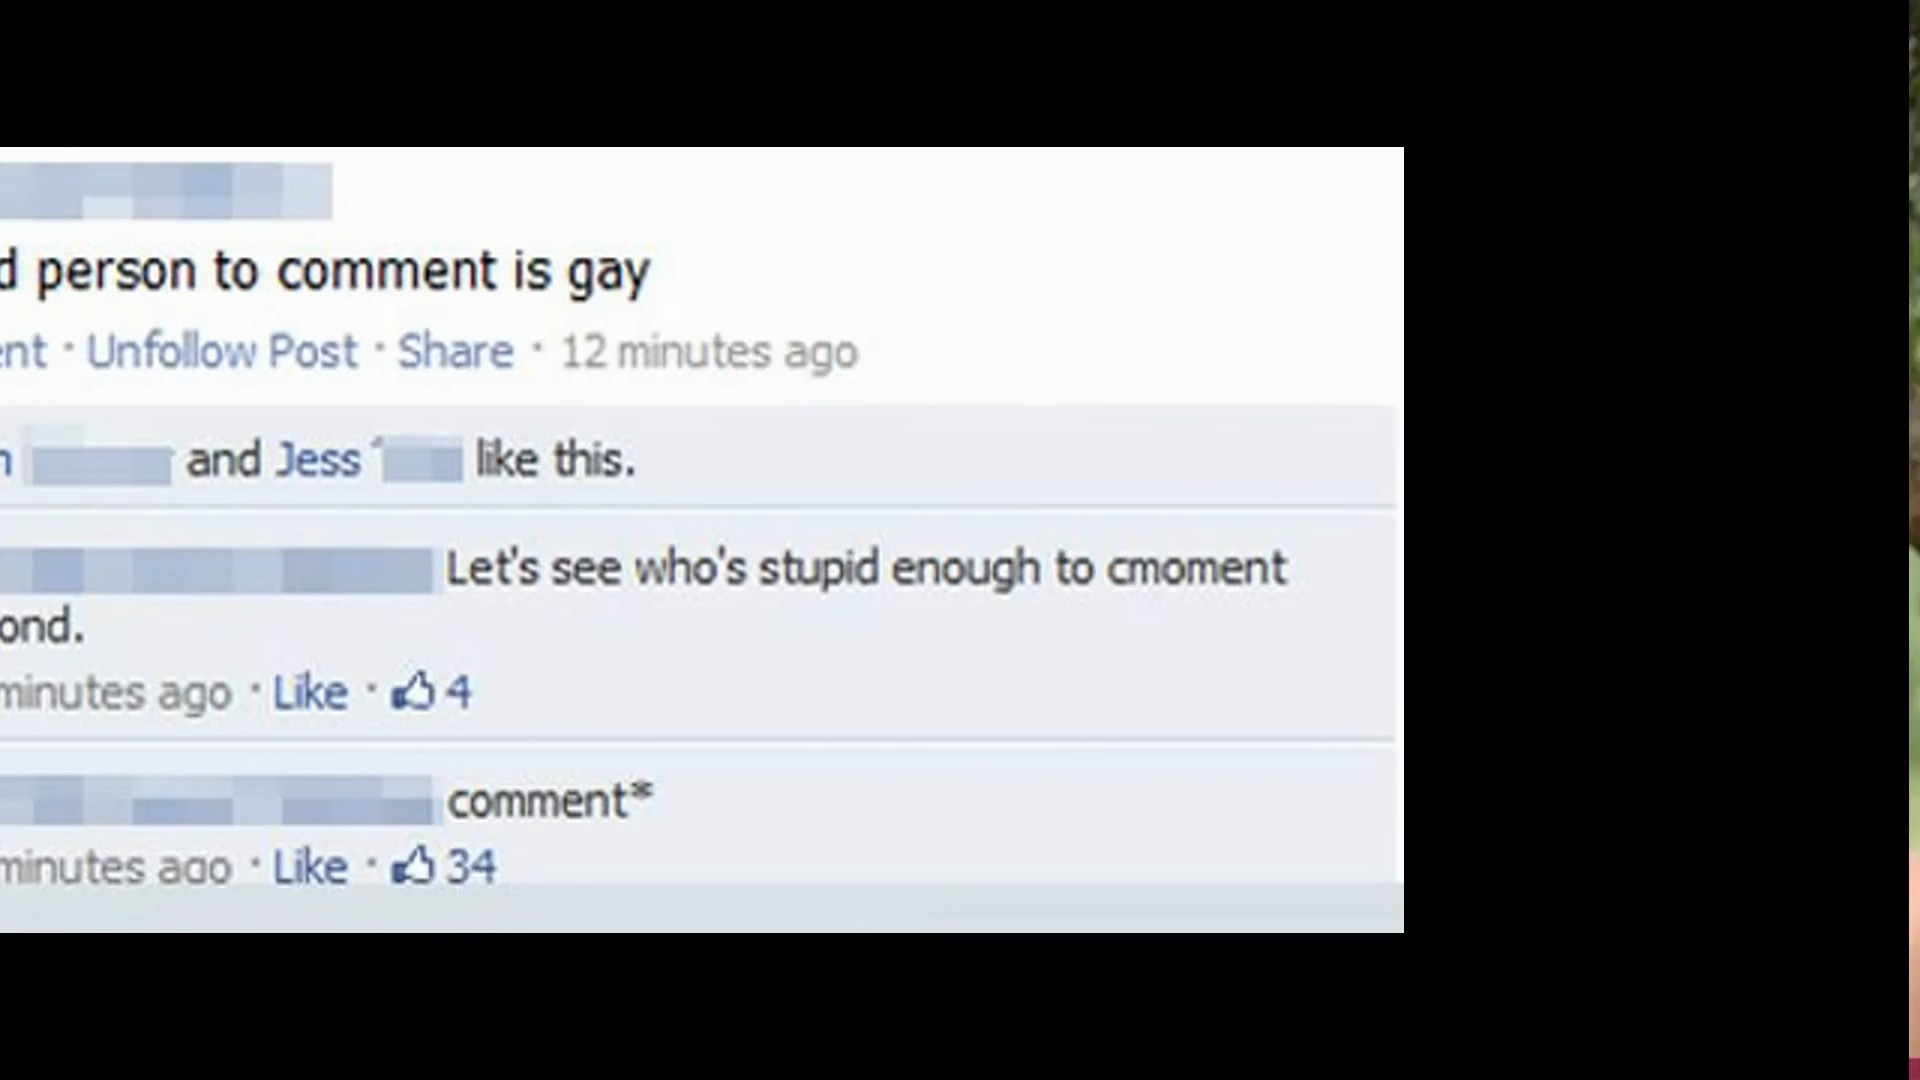 person to comment is gay
· Unfollow Post · Share · 12 minutes ago
and Jess like this.
Let's see who's stupid enough to cmoment
ond.
minutes ago · Like · 4
comment*
minutes ago · Like · 34